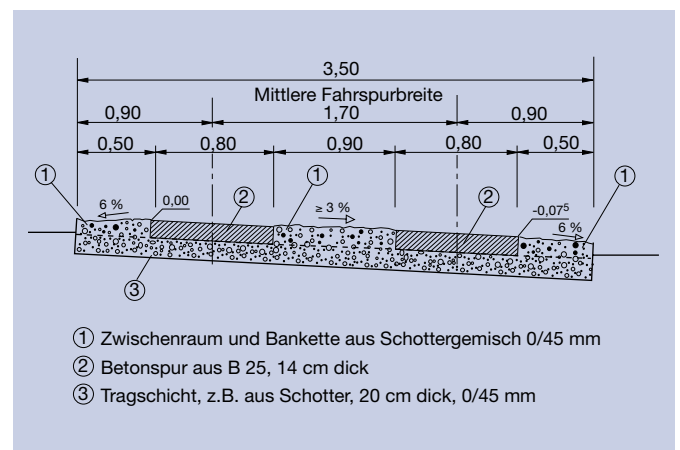 3,50
Mittlere Fahrspurbreite
0,90 1,70 0,90
0,50 0,80 0,90 0,80 0,50
1 1 1
6 % 0,00 2 ≥ 3 % 2 -0,07⁵ 6 %
3
1 Zwischenraum und Bankette aus Schottergemisch 0/45 mm
2 Betonspur aus B 25, 14 cm dick
3 Tragschicht, z.B. aus Schotter, 20 cm dick, 0/45 mm